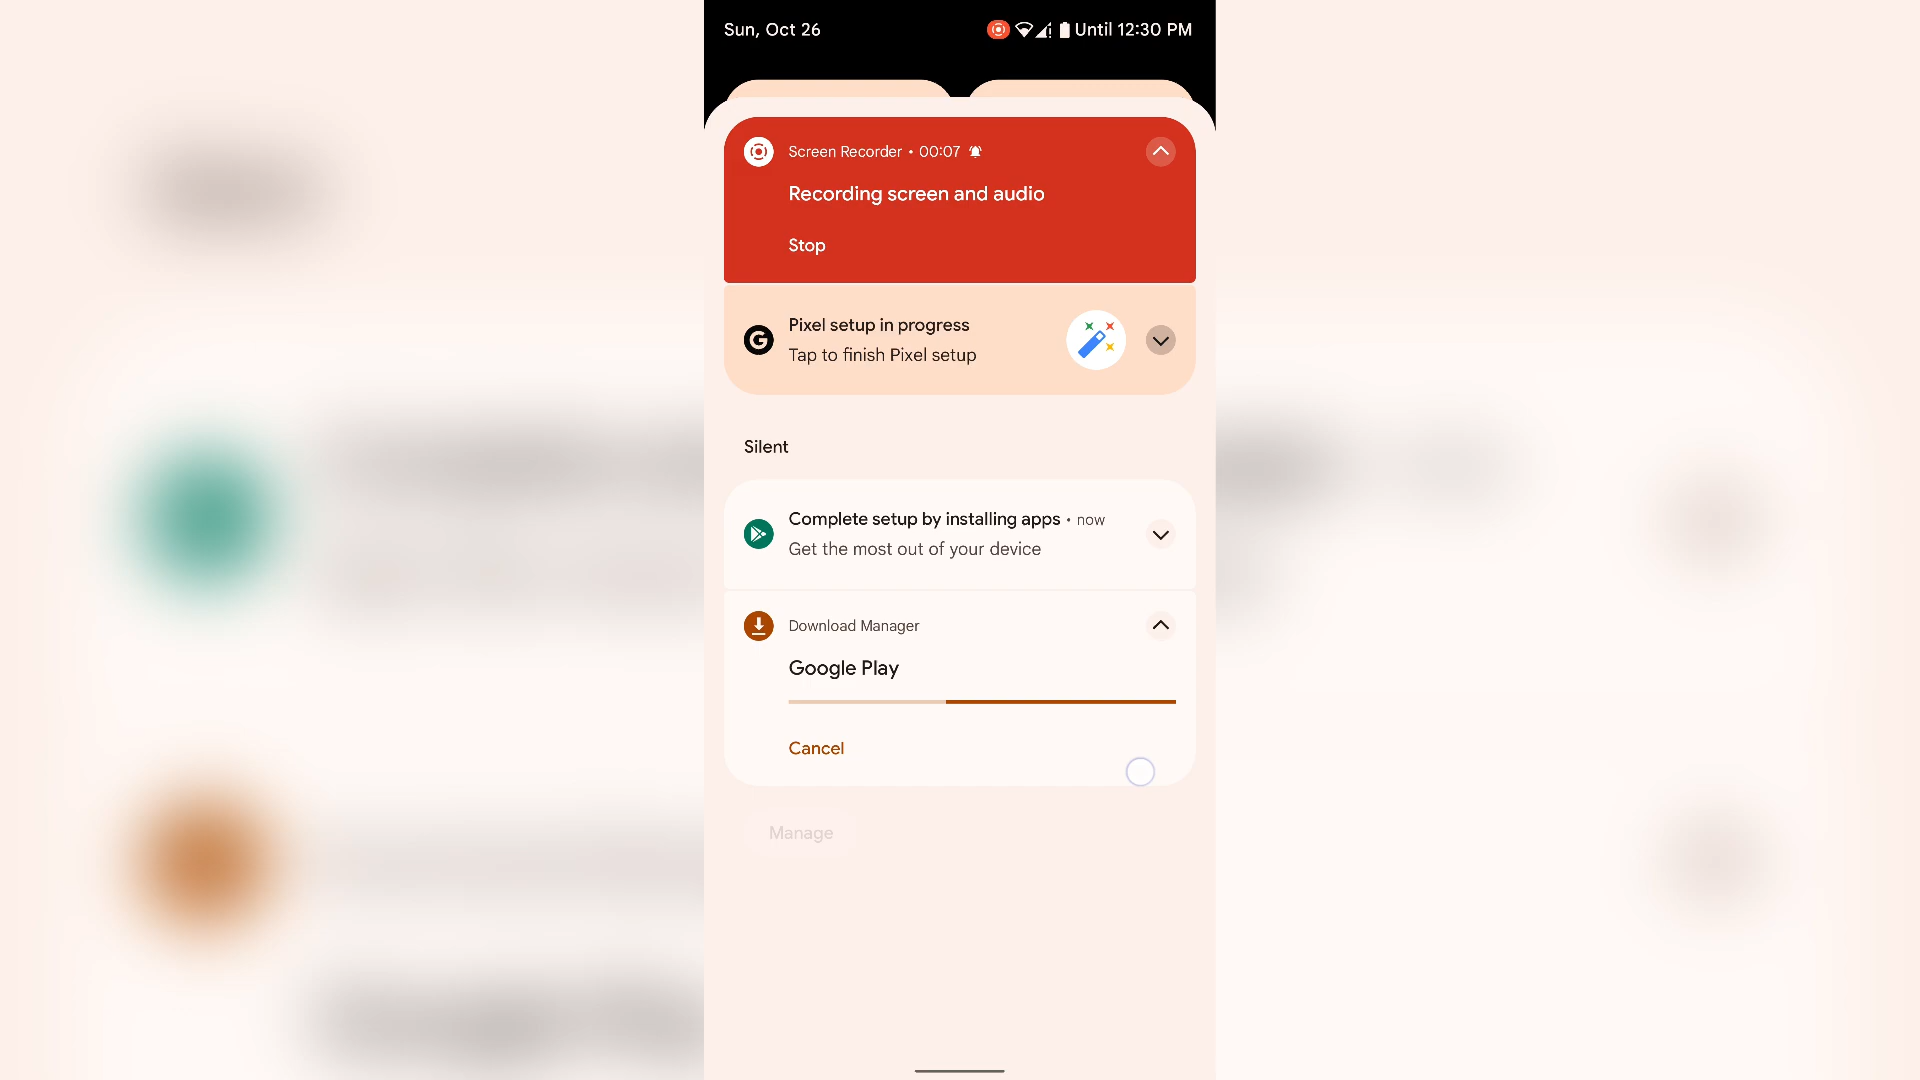 Sun, Oct 26
Until 12:30 PM
Screen Recorder • 00:07
Recording screen and audio
Stop
Pixel setup in progress
Tap to finish Pixel setup
Silent
Complete setup by installing apps • now
Get the most out of your device
Download Manager
Google Play
Cancel
Manage